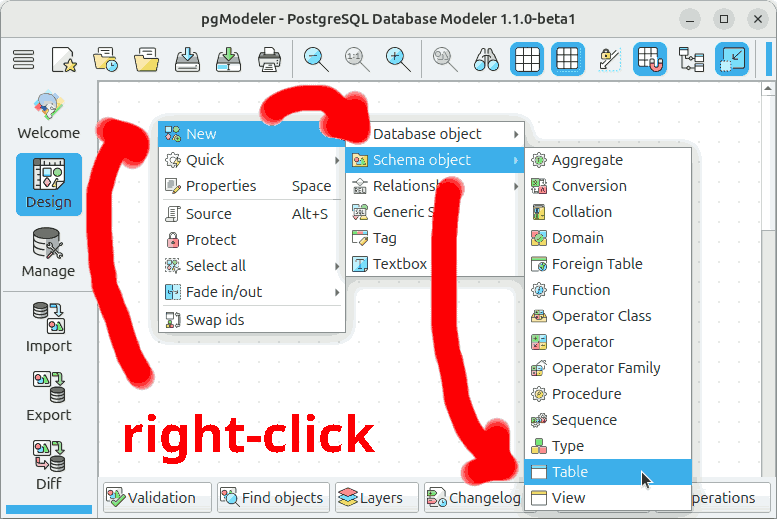 pgModeler - PostgreSQL Database Modeler 1.1.0-beta1
1:1
Welcome
Design
Manage
Import
Export
Diff
New
Quick
Properties Space
Source Alt+S
Protect
Select all
Fade in/out
Swap ids
Database object
Schema object
Relationsh
Generic S
Tag
Textbox
Aggregate
Conversion
Collation
Domain
Foreign Table
Function
Operator Class
Operator
Operator Family
Procedure
Sequence
Type
Table
View
right-click
Validation
Find objects
Layers
Changelog
perations